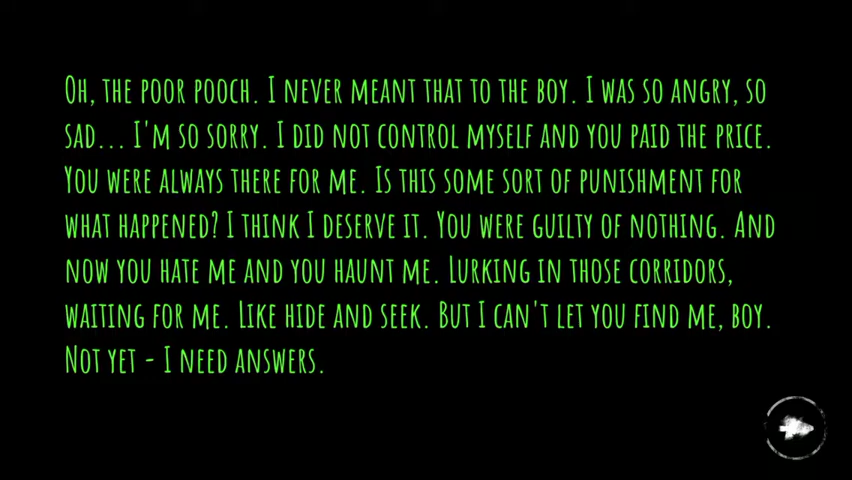 Oh, the poor pooch. I never meant that to the boy. I was so angry, so
sad... I'm so sorry. I did not control myself and you paid the price.
You were always there for me. Is this some sort of punishment for
what happened? I think I deserve it. You were guilty of nothing. And
now you hate me and you haunt me. Lurking in those corridors,
waiting for me. Like hide and seek. But I can't let you find me, boy.
Not yet - I need answers.